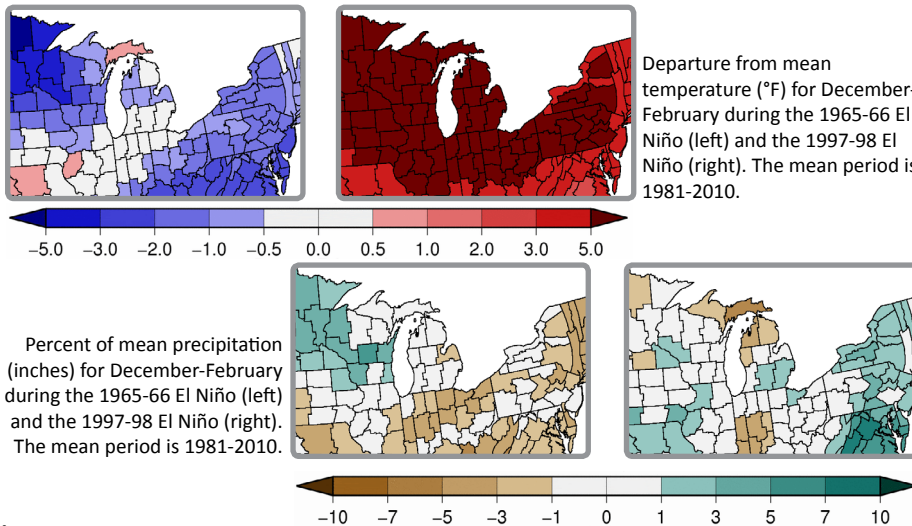 Departure from mean
temperature (°F) for December-
February during the 1965-66 El
Niño (left) and the 1997-98 El
Niño (right). The mean period is
1981-2010.
−5.0 −3.0 −2.0 −1.0 −0.5 0.0 0.5 1.0 2.0 3.0 5.0
Percent of mean precipitation
(inches) for December-February
during the 1965-66 El Niño (left)
and the 1997-98 El Niño (right).
The mean period is 1981-2010.
−10 −7 −5 −3 −1 0 1 3 5 7 10